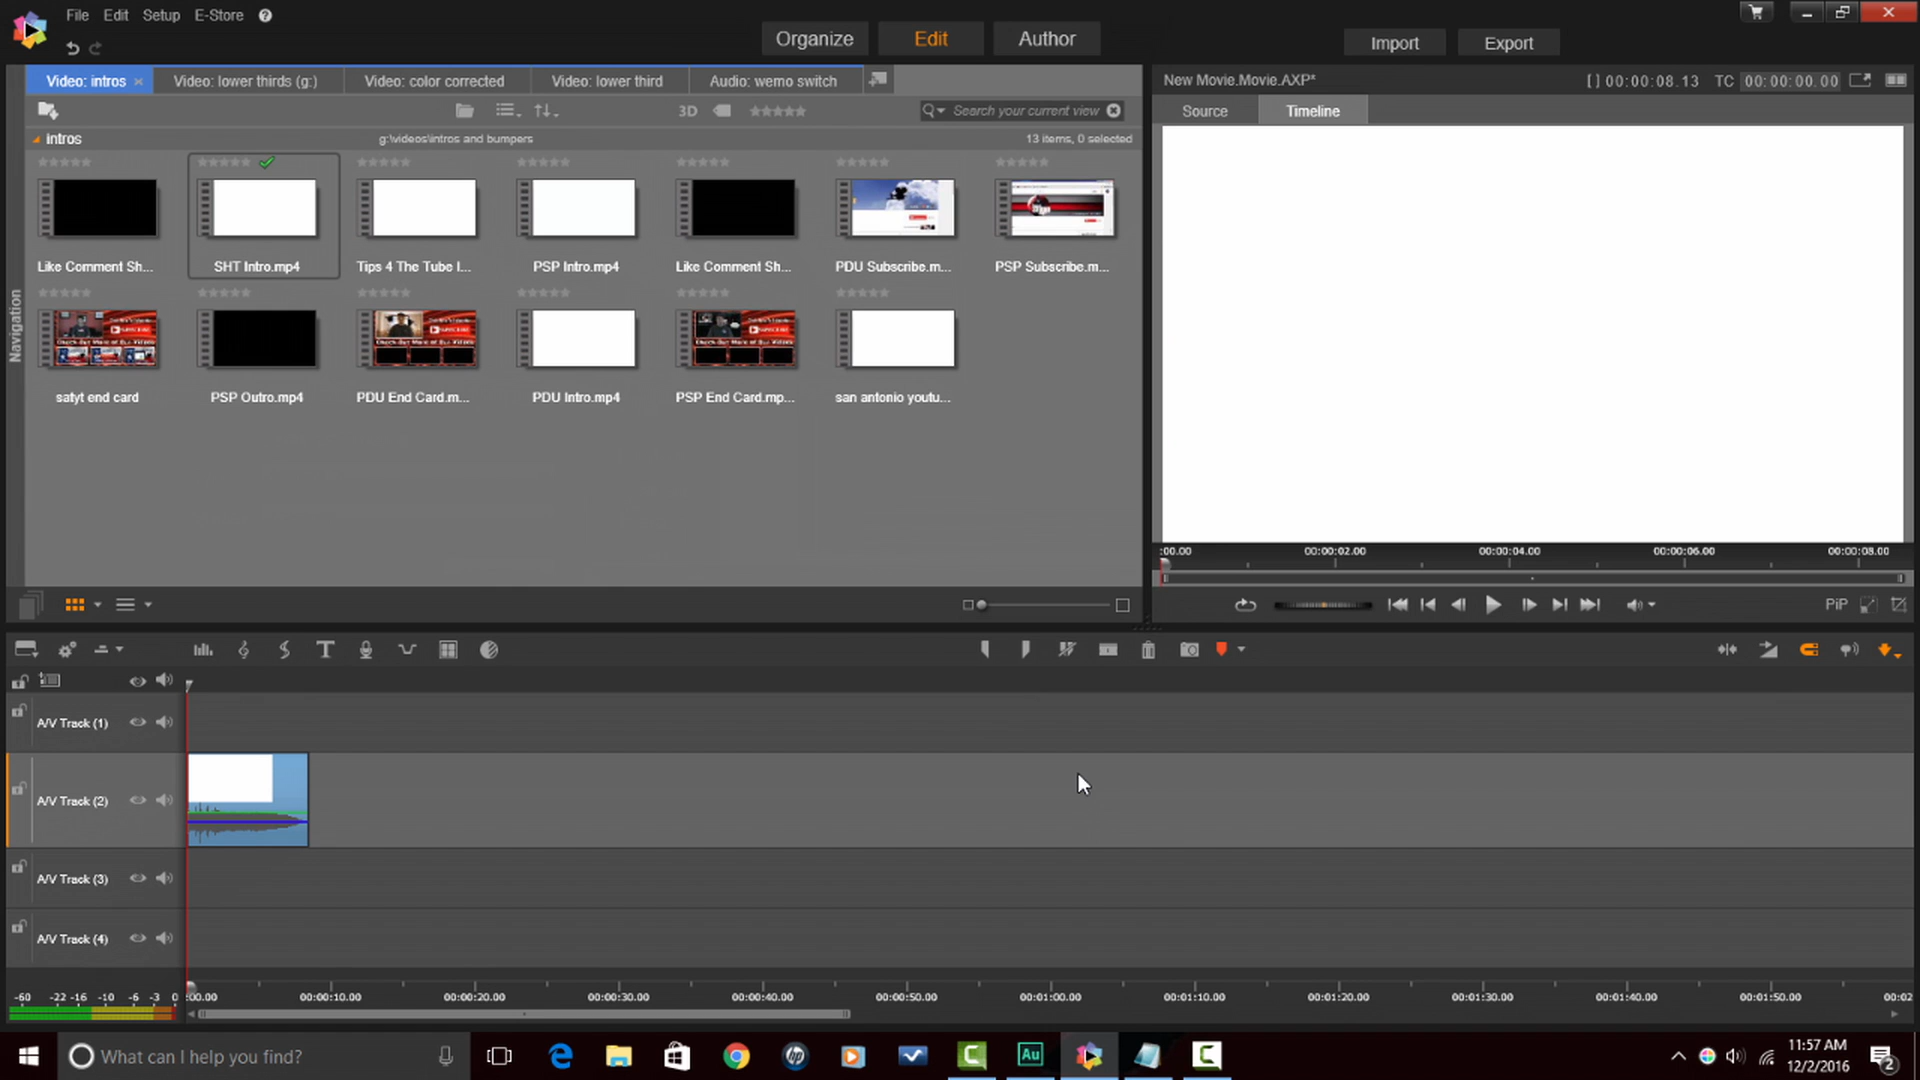 File Edit Setup E-Store ?
Organize Edit Author
Import Export
Video: intros × Video: lower thirds (g:) Video: color corrected Video: lower third Audio: wemo switch
New Movie.Movie.AXP* [ ] 00:00:08.13 TC 00:00:00.00
3D Search your current view
Source Timeline
intros g:\videos\intros and bumpers 13 items, 0 selected
Like Comment Sh... SHT Intro.mp4 Tips 4 The Tube I... PSP Intro.mp4 Like Comment Sh... PDU Subscribe.m... PSP Subscribe.m...
Navigation
satyt end card PSP Outro.mp4 PDU End Card.m... PDU Intro.mp4 PSP End Card.mp... san antonio youtu...
:00.00 00:00:02.00 00:00:04.00 00:00:06.00 00:00:08.00
PiP
A/V Track (1)
A/V Track (2)
A/V Track (3)
A/V Track (4)
-60 -22 -16 -10 -6 -3 0 :00.00 00:00:10.00 00:00:20.00 00:00:30.00 00:00:40.00 00:00:50.00 00:01:00.00 00:01:10.00 00:01:20.00 00:01:30.00 00:01:40.00 00:01:50.00 00:02
What can I help you find?
Au
11:57 AM
12/2/2016
2